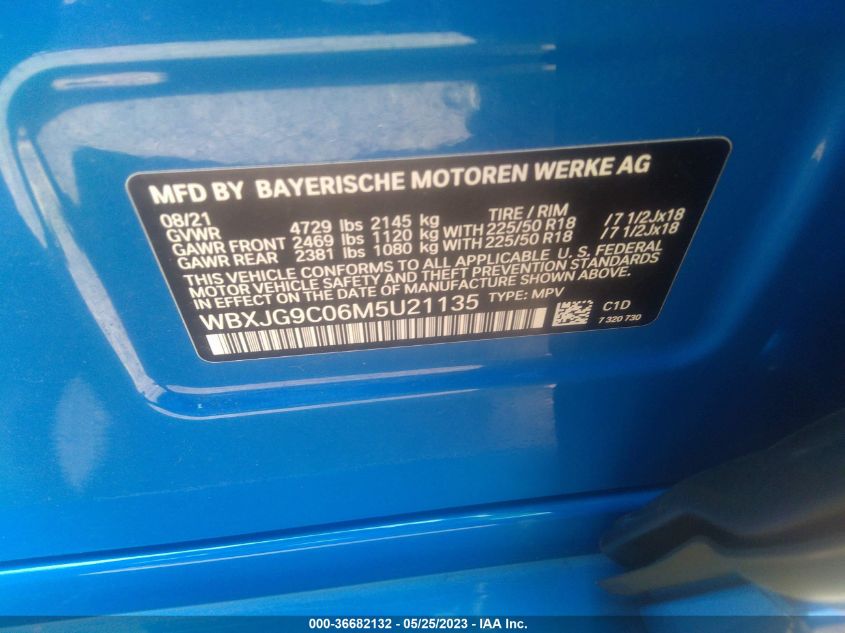 MFD BY BAYERISCHE MOTOREN WERKE AG
08/21 TIRE / RIM
GVWR 4729 lbs 2145 kg
GAWR FRONT 2469 lbs 1120 kg WITH 225/50 R18 /7 1/2Jx18
GAWR REAR 2381 lbs 1080 kg WITH 225/50 R18 /7 1/2Jx18
THIS VEHICLE CONFORMS TO ALL APPLICABLE U. S. FEDERAL
MOTOR VEHICLE SAFETY AND THEFT PREVENTION STANDARDS
IN EFFECT ON THE DATE OF MANUFACTURE SHOWN ABOVE.
WBXJG9C06M5U21135 TYPE: MPV C1D
7 320 730
000-36682132 - 05/25/2023 - IAA Inc.